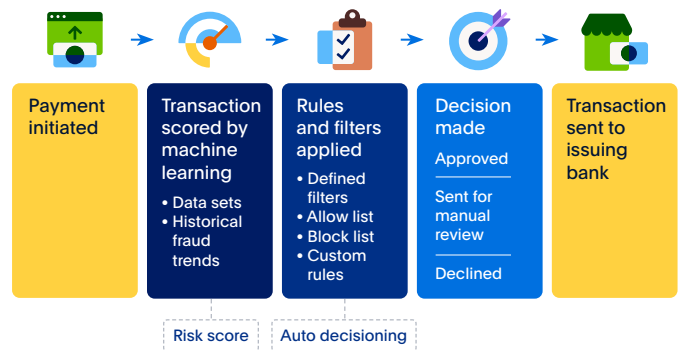 Payment
initiated
Transaction
scored by
machine
learning
• Data sets
• Historical
fraud
trends
Rules
and filters
applied
• Defined
filters
• Allow list
• Block list
• Custom
rules
Decision
made
Approved
Sent for
manual
review
Declined
Transaction
sent to
issuing
bank
Risk score
Auto decisioning